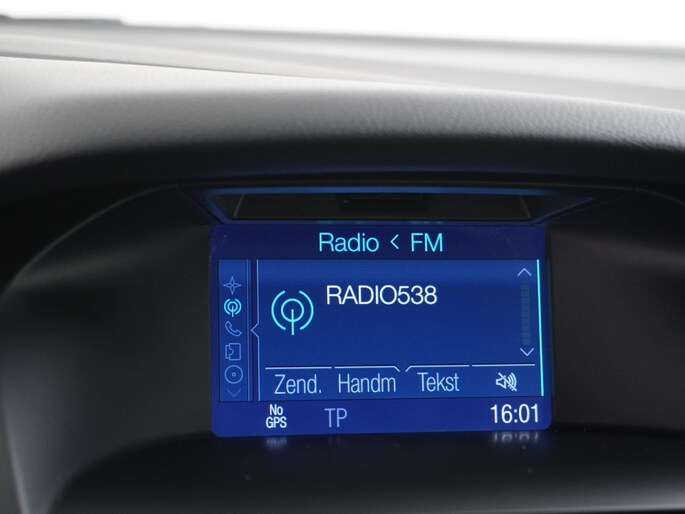 Radio < FM
RADIO538
Zend. Handm Tekst
No
GPS
TP
16:01